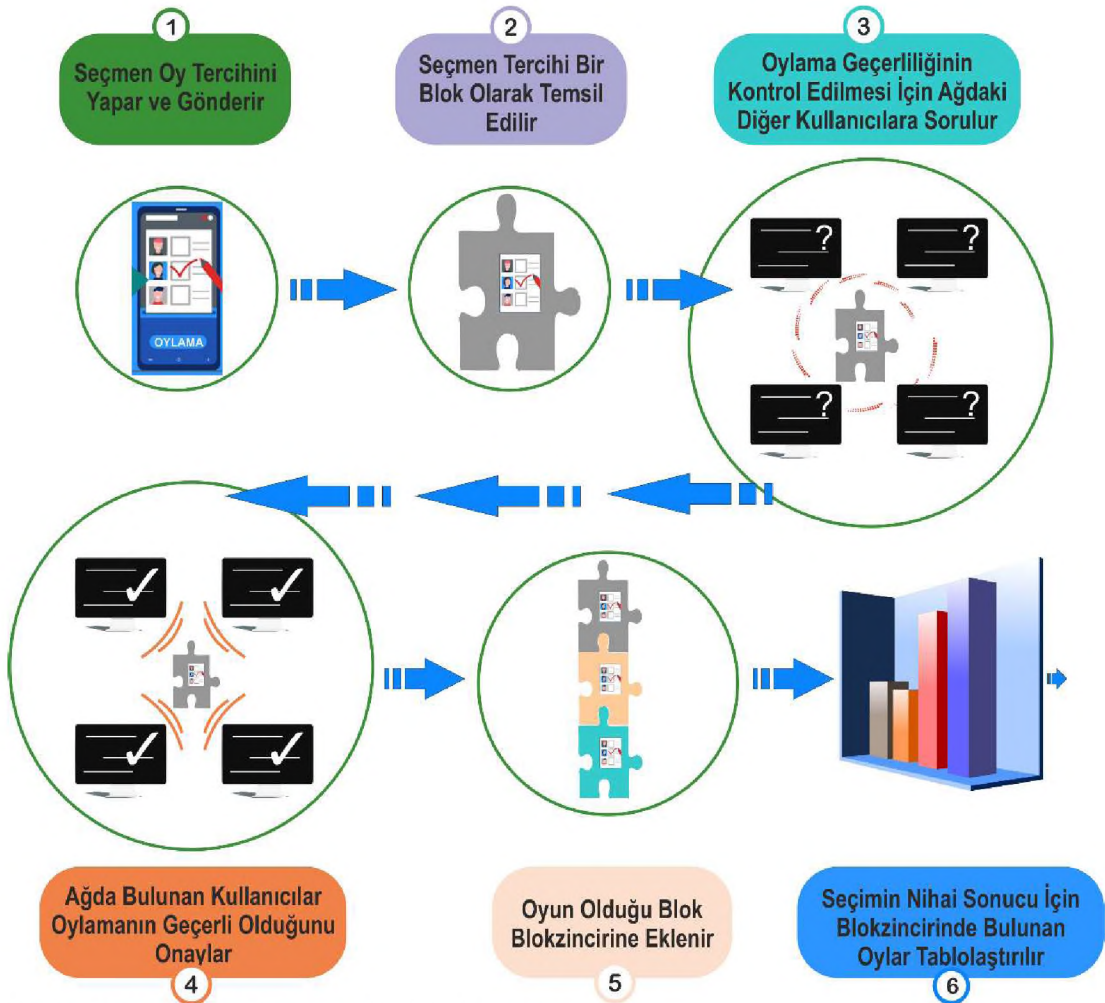 1
Seçmen Oy Tercihini
Yapar ve Gönderir
2
Seçmen Tercihi Bir
Blok Olarak Temsil
Edilir
3
Oylama Geçerliliğinin
Kontrol Edilmesi İçin Ağdaki
Diğer Kullanıcılara Sorulur
OYLAMA
?
?
?
?
Ağda Bulunan Kullanıcılar
Oylamanın Geçerli Olduğunu
Onaylar
4
Oyun Olduğu Blok
Blokzincirine Eklenir
5
Seçimin Nihai Sonucu İçin
Blokzincirinde Bulunan
Oylar Tablolaştırılır
6